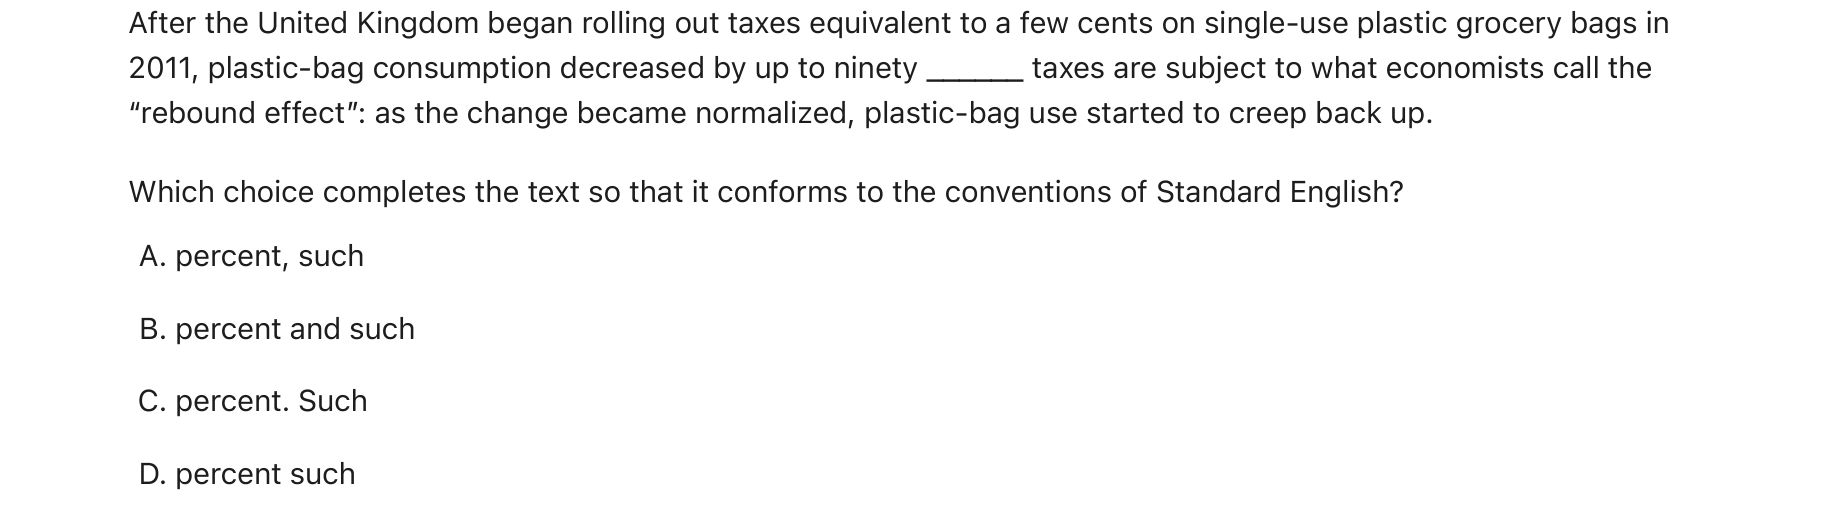 After the United Kingdom began rolling out taxes equivalent to a few cents on single-use plastic grocery bags in
2011, plastic-bag consumption decreased by up to ninety ______ taxes are subject to what economists call the
“rebound effect”: as the change became normalized, plastic-bag use started to creep back up.
Which choice completes the text so that it conforms to the conventions of Standard English?
A. percent, such
B. percent and such
C. percent. Such
D. percent such